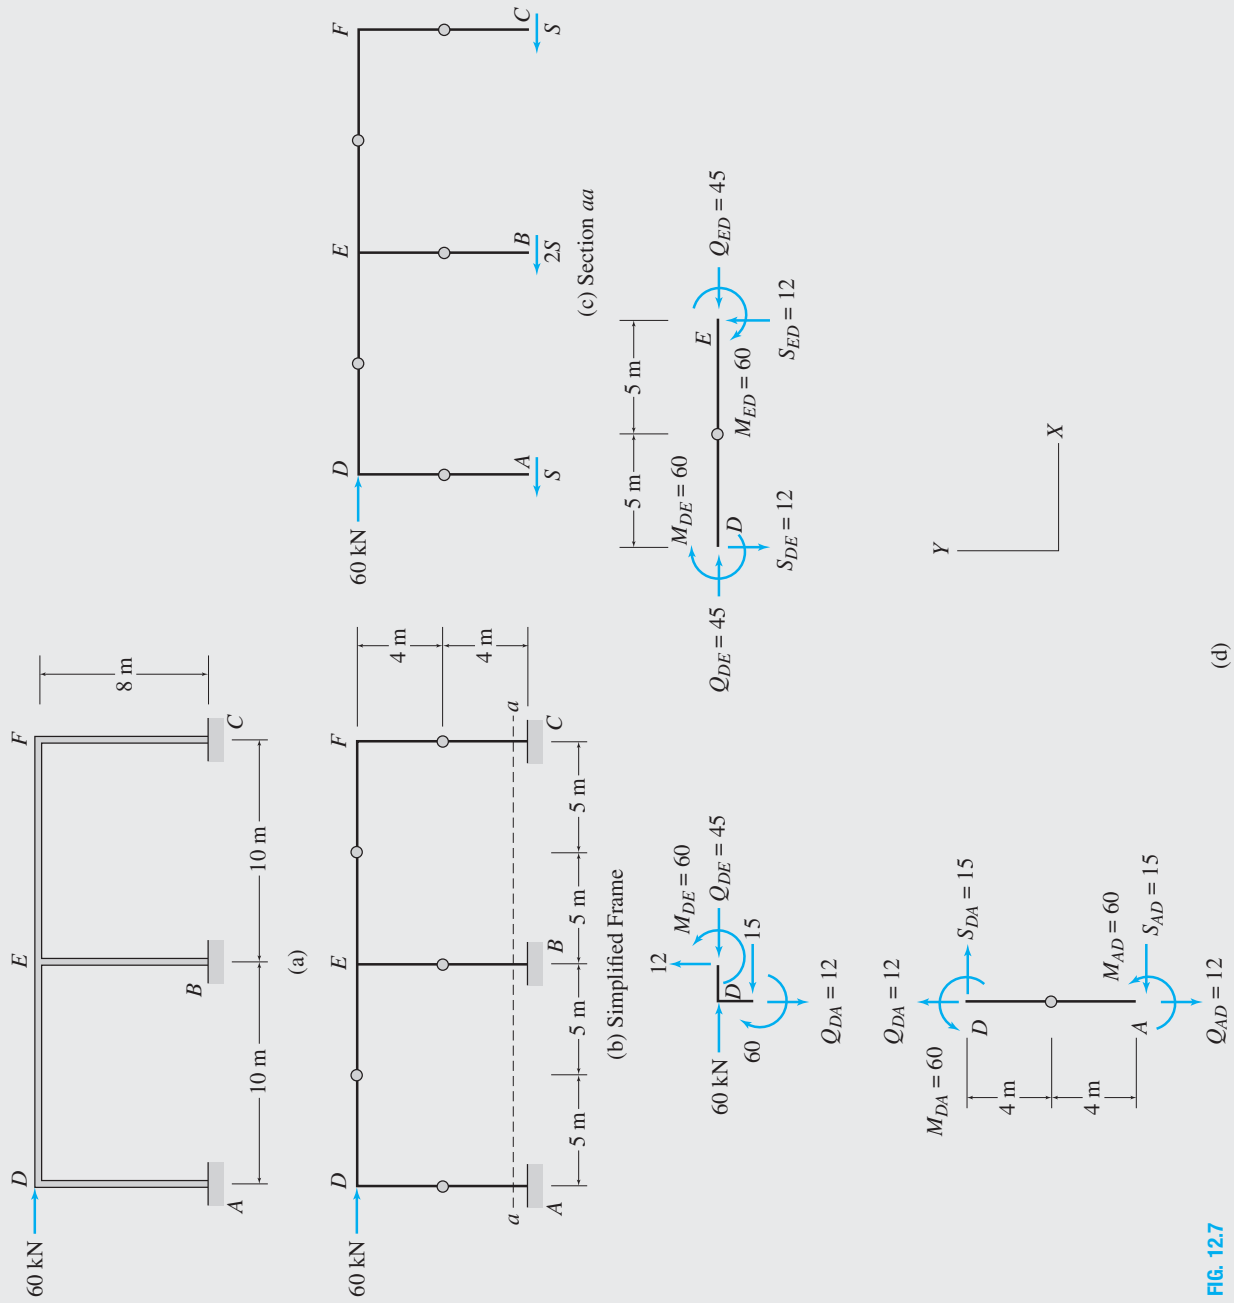 60 kN
D
E
F
8 m
A
B
C
10 m
10 m
(a)
60 kN
D
E
F
4 m
4 m
a
a
A
B
C
5 m
5 m
5 m
5 m
(b) Simplified Frame
60 kN
D
E
F
A
B
C
S
2S
S
(c) Section aa
60 kN
12
M_DE = 60
Q_DE = 45
D
15
60
Q_DA = 12
5 m
5 m
M_DE = 60
Q_DE = 45
D
S_DE = 12
E
M_ED = 60
Q_ED = 45
S_ED = 12
Q_DA = 12
M_DA = 60
S_DA = 15
D
4 m
4 m
M_AD = 60
A
S_AD = 15
Q_AD = 12
Y
X
(d)
FIG. 12.7